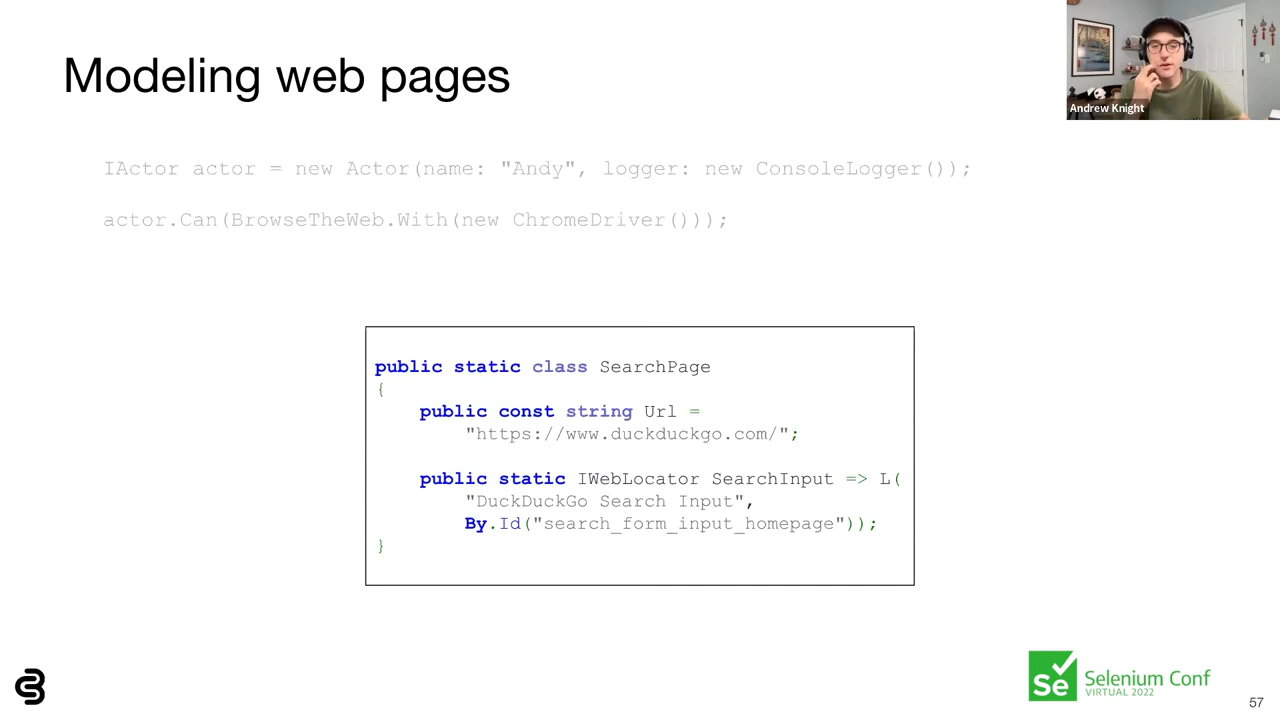 Modeling web pages
Andrew Knight
IActor actor = new Actor(name: "Andy", logger: new ConsoleLogger());
actor.Can(BrowseTheWeb.With(new ChromeDriver()));
public static class SearchPage
{
    public const string Url =
        "https://www.duckduckgo.com/";
    public static IWebLocator SearchInput => L(
        "DuckDuckGo Search Input",
        By.Id("search_form_input_homepage"));
}
Se
Selenium Conf
VIRTUAL 2022
57